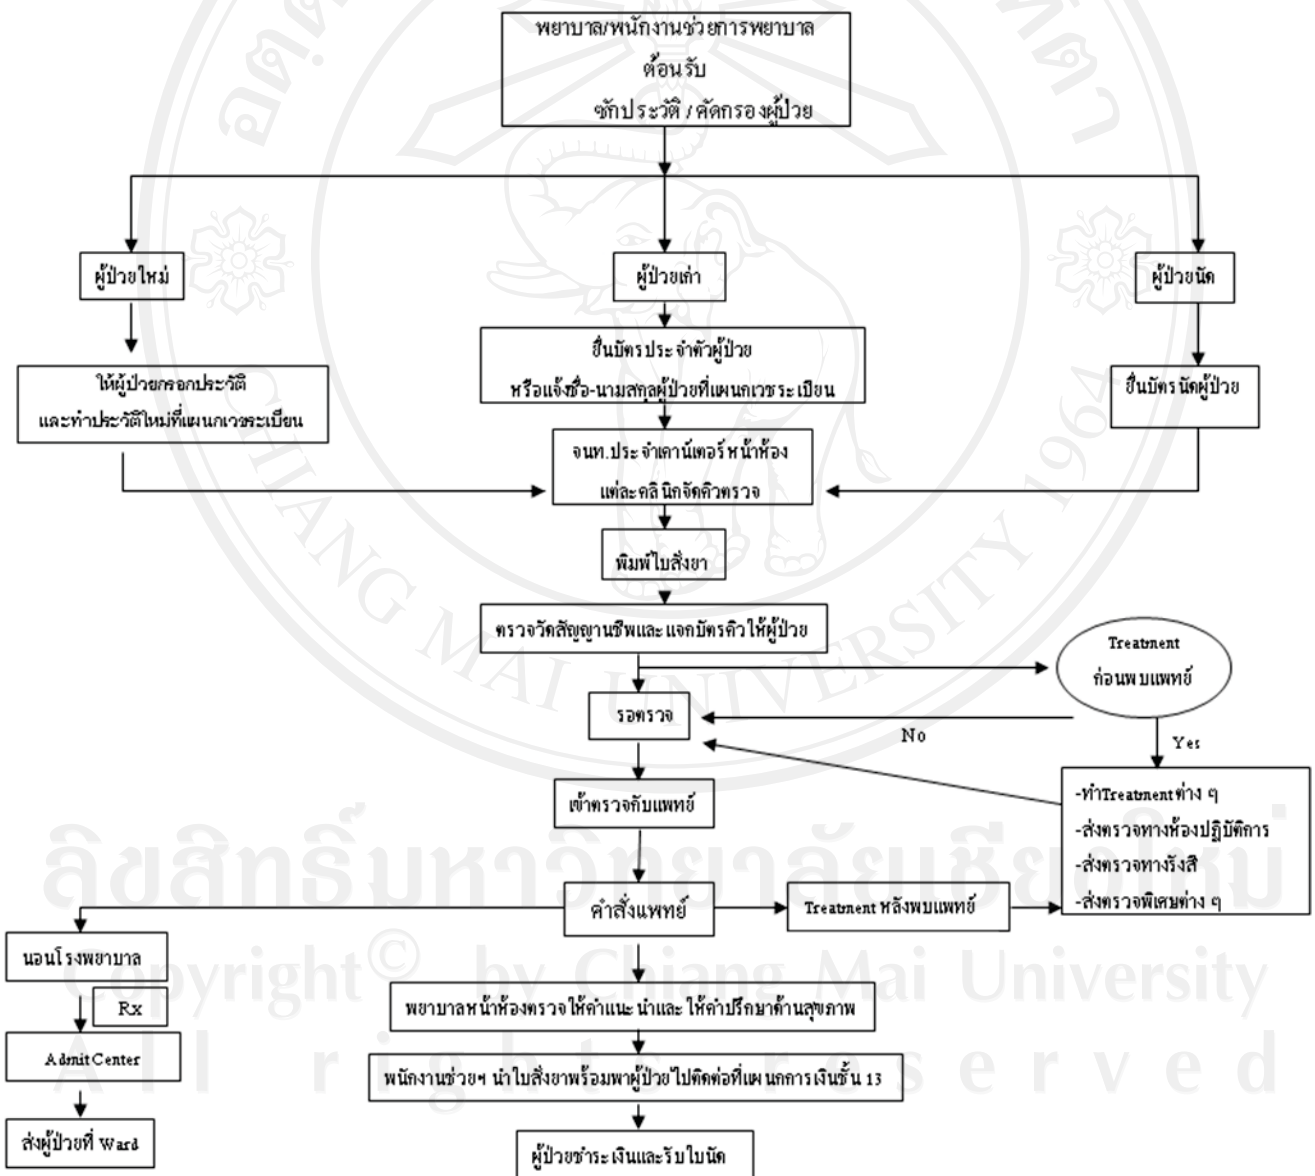 พยาบาล/พนักงานช่วยการพยาบาล
ต้อนรับ
ซักประวัติ / คัดกรองผู้ป่วย
ผู้ป่วยใหม่
ผู้ป่วยเก่า
ผู้ป่วยนัด
ให้ผู้ป่วยกรอกประวัติ
และทำประวัติใหม่ที่แผนกเวชระเบียน
ยื่นบัตรประจำตัวผู้ป่วย
หรือแจ้งชื่อ-นามสกุลผู้ป่วยที่แผนกเวชระเบียน
ยื่นบัตรนัดผู้ป่วย
จนท.ประจำเคาน์เตอร์หน้าห้อง
แต่ละคลินิกจัดคิวตรวจ
พิมพ์ใบสั่งยา
ตรวจวัดสัญญานชีพและแจกบัตรคิวให้ผู้ป่วย
Treatment
ก่อนพบแพทย์
รอตรวจ
No
Yes
เข้าตรวจกับแพทย์
-ทำTreatmentต่าง ๆ
-ส่งตรวจทางห้องปฏิบัติการ
-ส่งตรวจทางรังสี
-ส่งตรวจพิเศษต่าง ๆ
คำสั่งแพทย์
Treatment หลังพบแพทย์
นอนโรงพยาบาล
Rx
Admit Center
ส่งผู้ป่วยที่ Ward
พยาบาลหน้าห้องตรวจให้คำแนะนำและให้คำปรึกษาด้านสุขภาพ
พนักงานช่วยฯ นำใบสั่งยาพร้อมพาผู้ป่วยไปติดต่อที่แผนกการเงินชั้น 13
ผู้ป่วยชำระเงินและรับใบนัด
CHIANG MAI UNIVERSITY 1964
ลิขสิทธิ์มหาวิทยาลัยเชียงใหม่
Copyright© by Chiang Mai University
All rights reserved